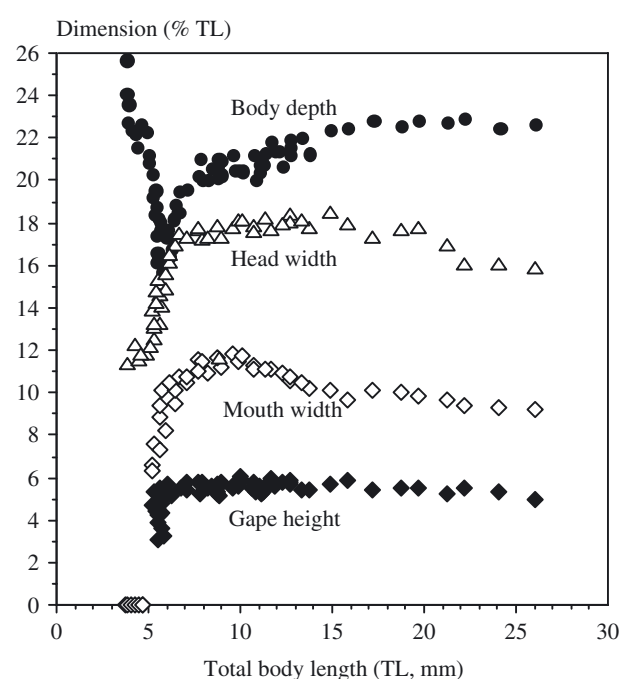 Dimension (% TL)
26
24
22
20
18
16
14
12
10
8
6
4
2
0
Body depth
Head width
Mouth width
Gape height
0 5 10 15 20 25 30
Total body length (TL, mm)